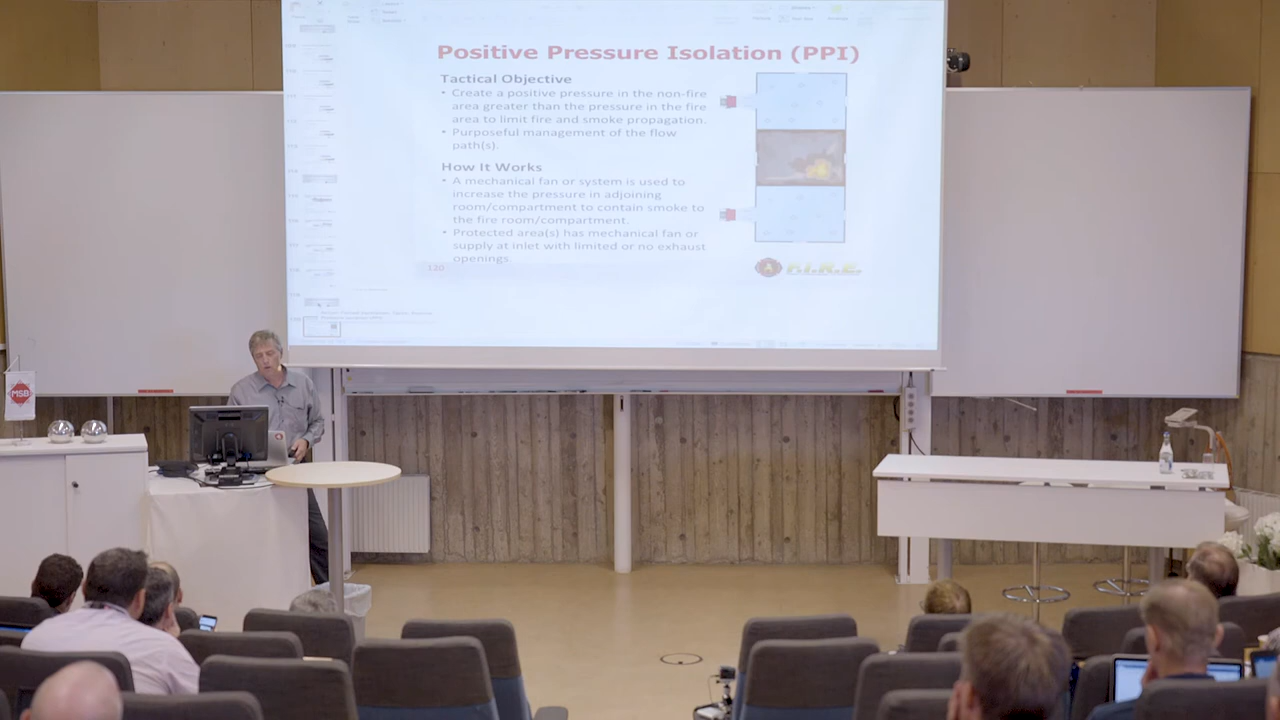 Positive Pressure Isolation (PPI)
Tactical Objective
• Create a positive pressure in the non-fire
area greater than the pressure in the fire
area to limit fire and smoke propagation.
• Purposeful management of the flow
path(s).
How It Works
• A mechanical fan or system is used to
increase the pressure in adjoining
room/compartment to contain smoke to
the fire room/compartment.
• Protected area(s) has mechanical fan or
supply at inlet with limited or no exhaust
openings.
120
F.I.R.E.
MSB